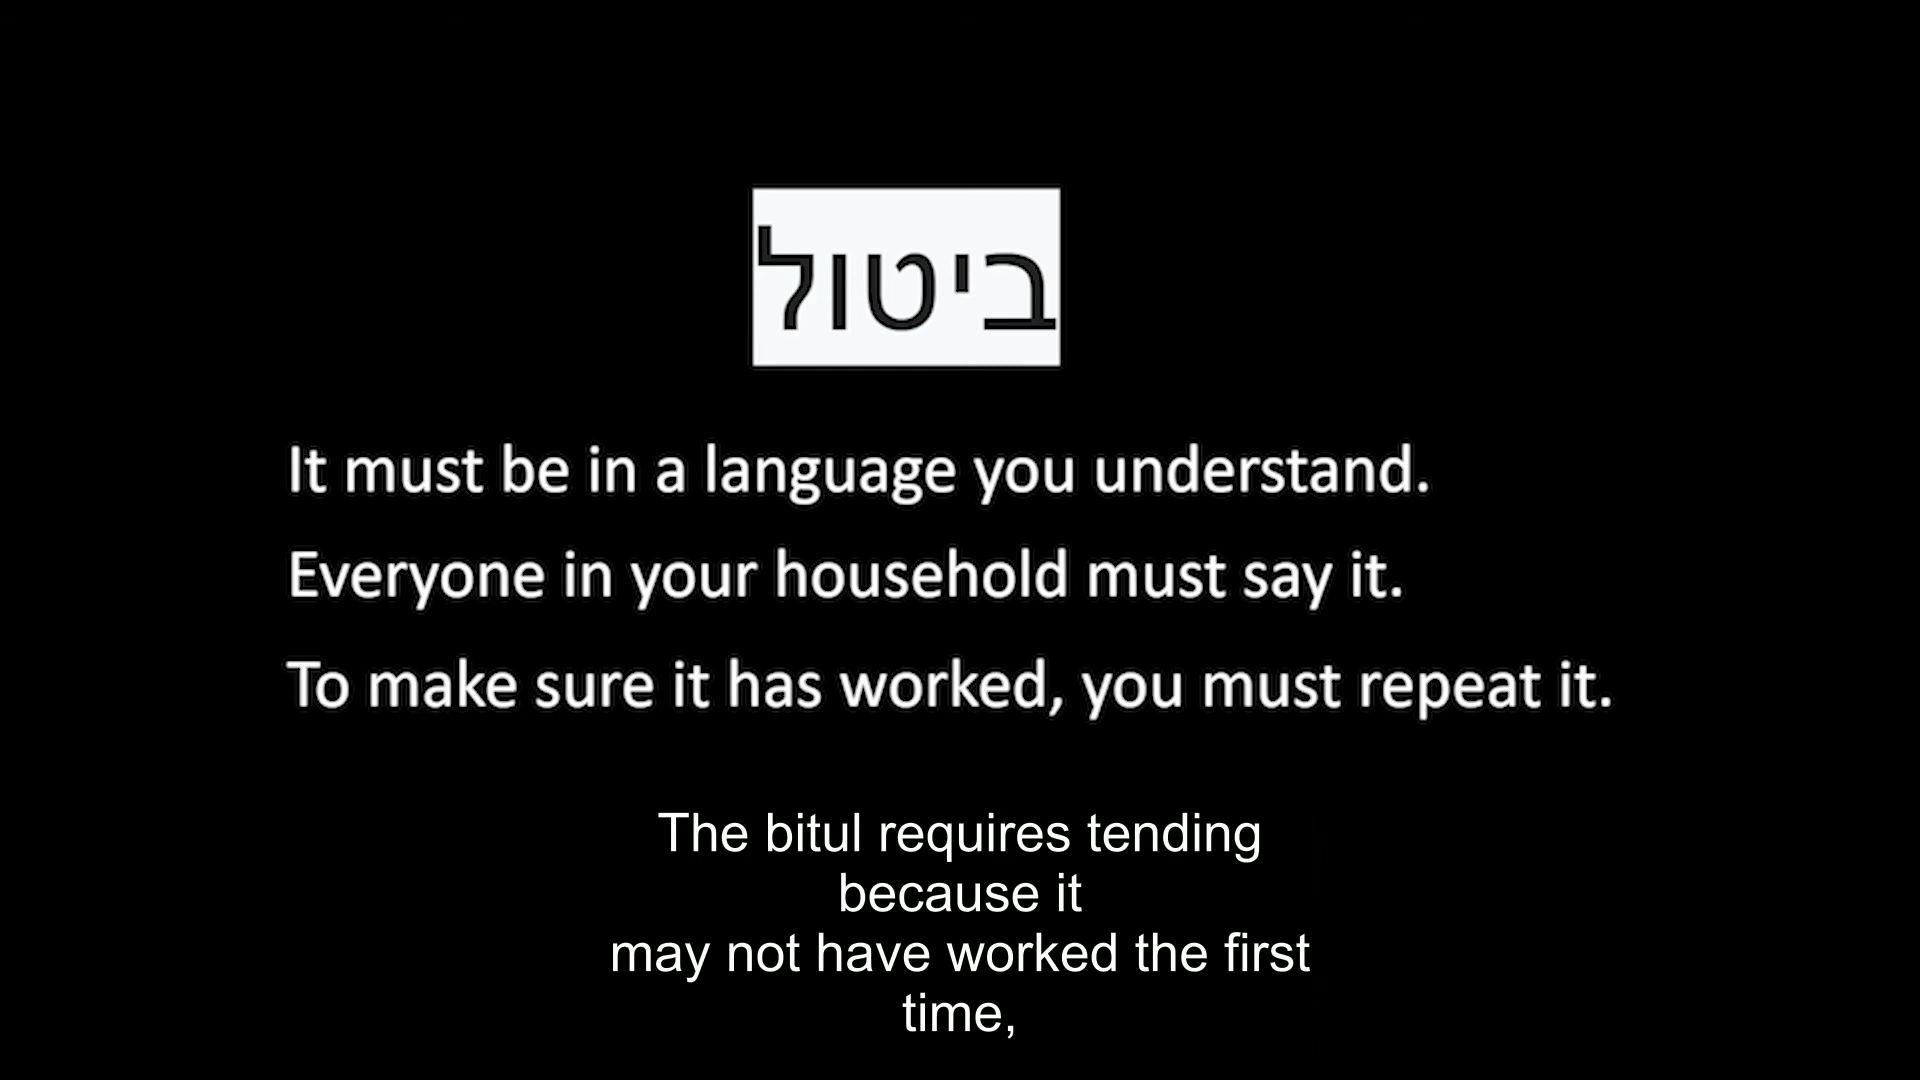 ביטול
It must be in a language you understand.
Everyone in your household must say it.
To make sure it has worked, you must repeat it.
The bitul requires tending
because it
may not have worked the first
time,